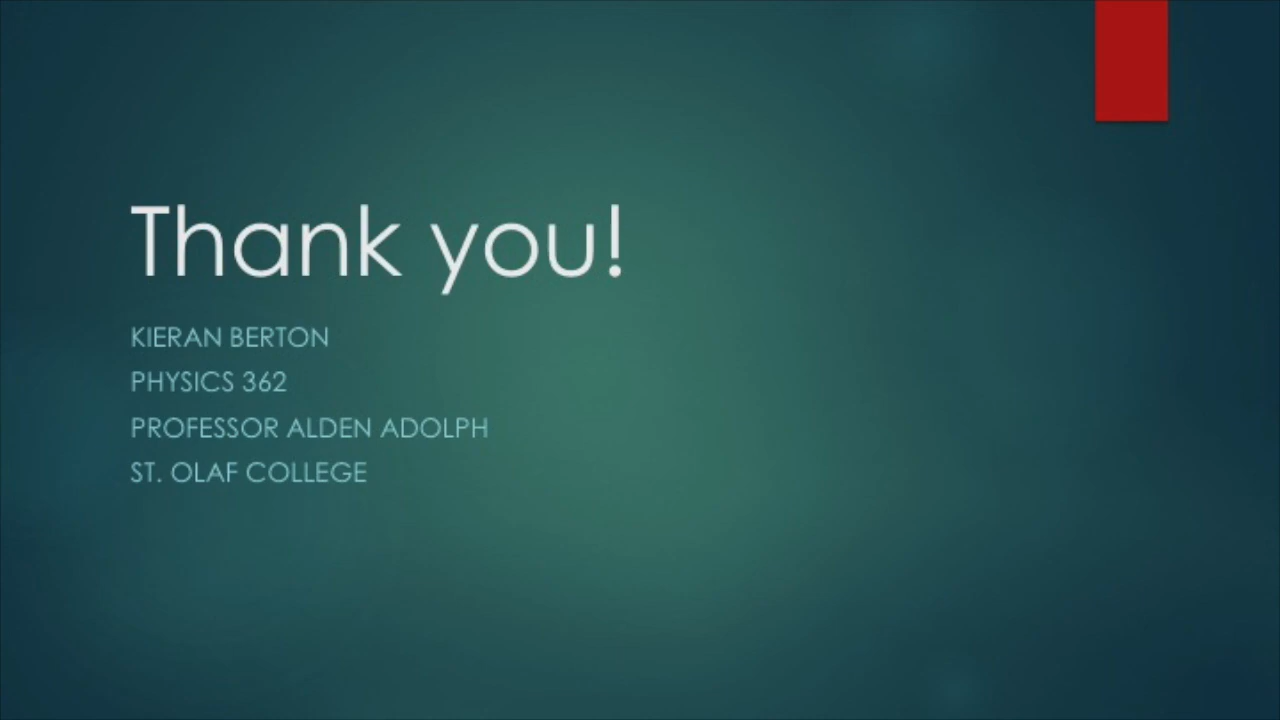 Thank you!
KIERAN BERTON
PHYSICS 362
PROFESSOR ALDEN ADOLPH
ST. OLAF COLLEGE